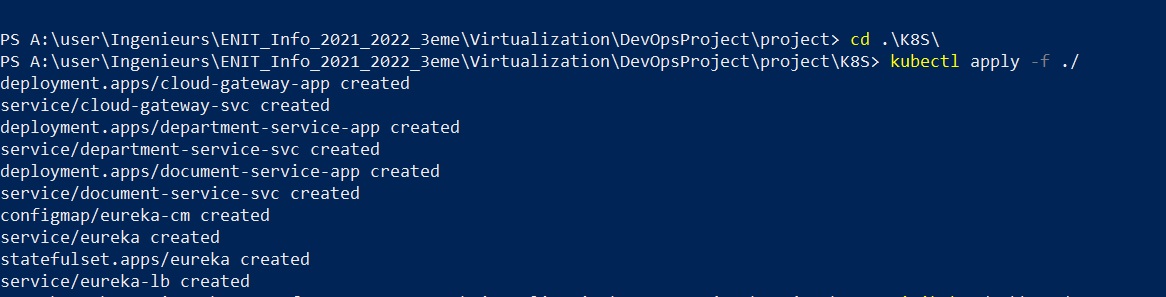 PS A:\user\Ingenieurs\ENIT_Info_2021_2022_3eme\Virtualization\DevOpsProject\project> cd .\K8S\
PS A:\user\Ingenieurs\ENIT_Info_2021_2022_3eme\Virtualization\DevOpsProject\project\K8S> kubectl apply -f ./
deployment.apps/cloud-gateway-app created
service/cloud-gateway-svc created
deployment.apps/department-service-app created
service/department-service-svc created
deployment.apps/document-service-app created
service/document-service-svc created
configmap/eureka-cm created
service/eureka created
statefulset.apps/eureka created
service/eureka-lb created